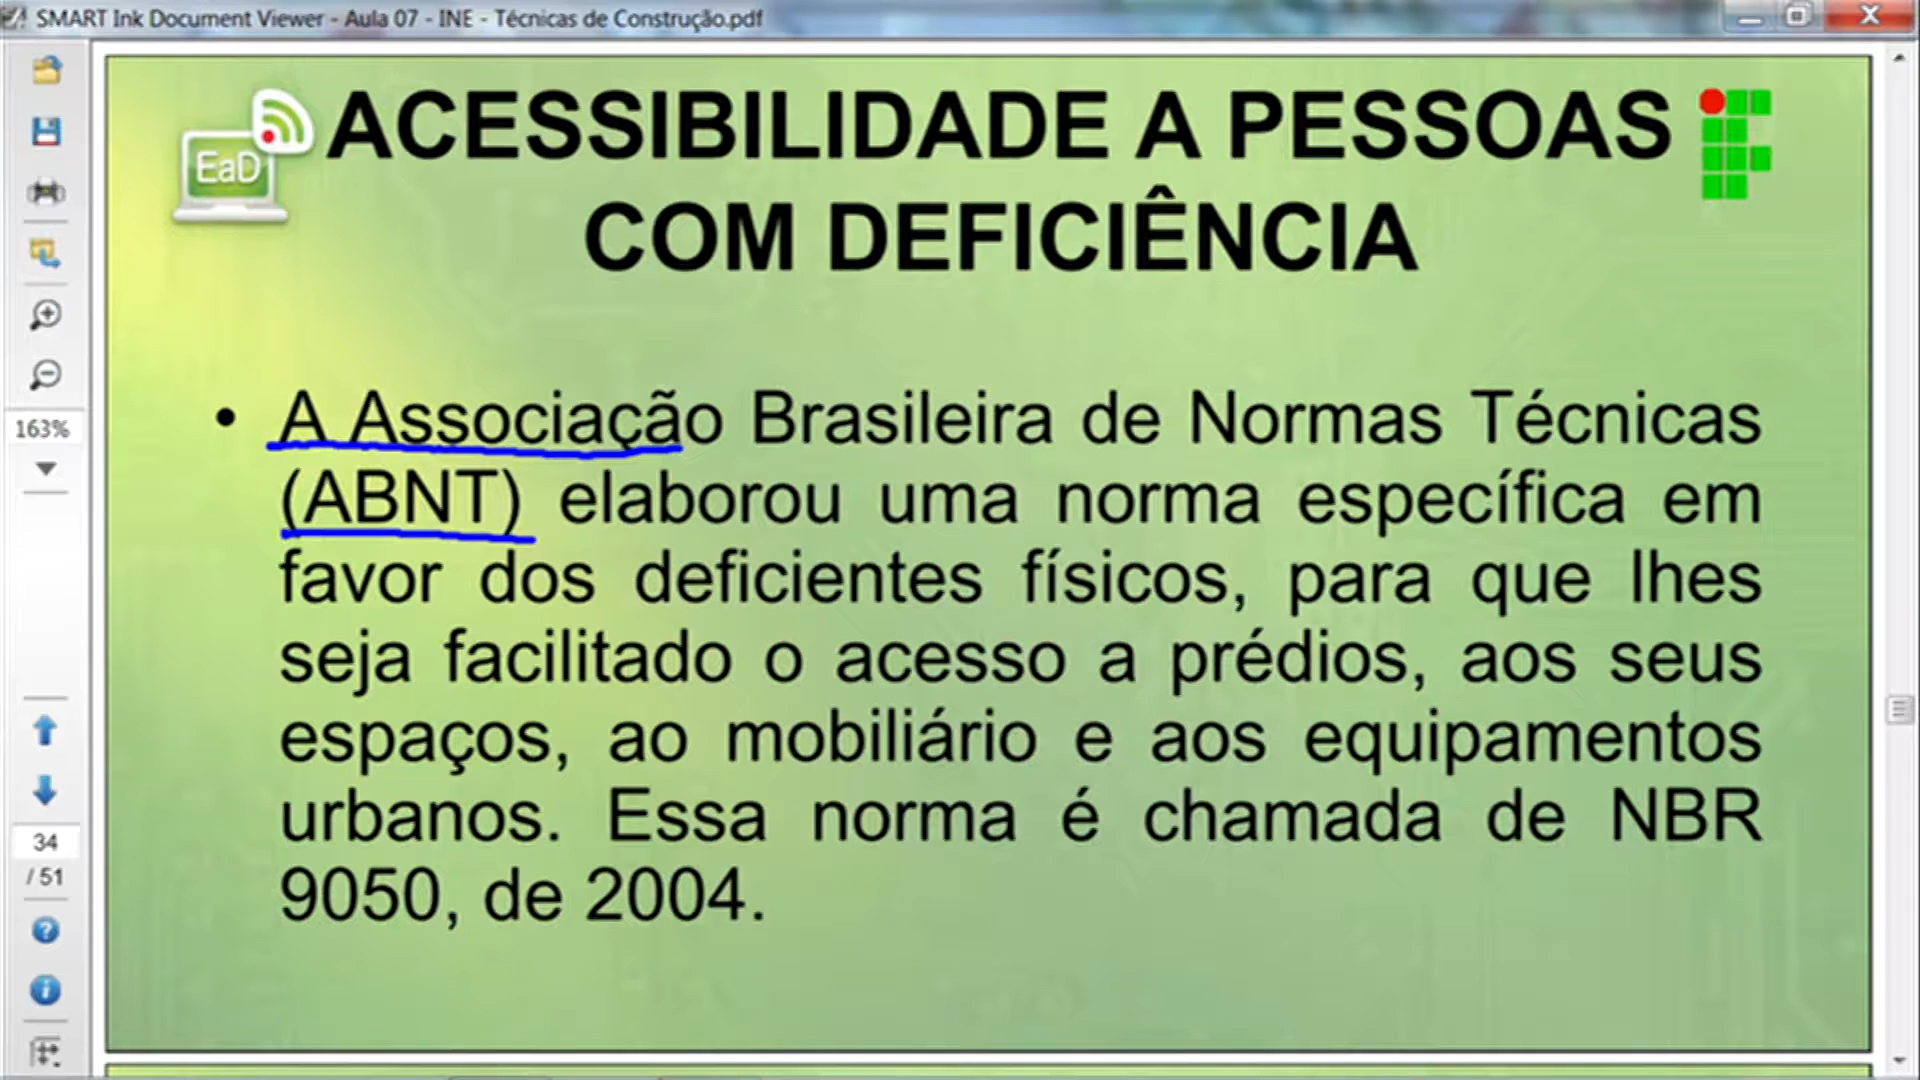 SMART Ink Document Viewer - Aula 07 - INE - Técnicas de Construção.pdf
EaD
ACESSIBILIDADE A PESSOAS
COM DEFICIÊNCIA
163%
• A Associação Brasileira de Normas Técnicas
(ABNT) elaborou uma norma específica em
favor dos deficientes físicos, para que lhes
seja facilitado o acesso a prédios, aos seus
espaços, ao mobiliário e aos equipamentos
urbanos. Essa norma é chamada de NBR
9050, de 2004.
34
/ 51